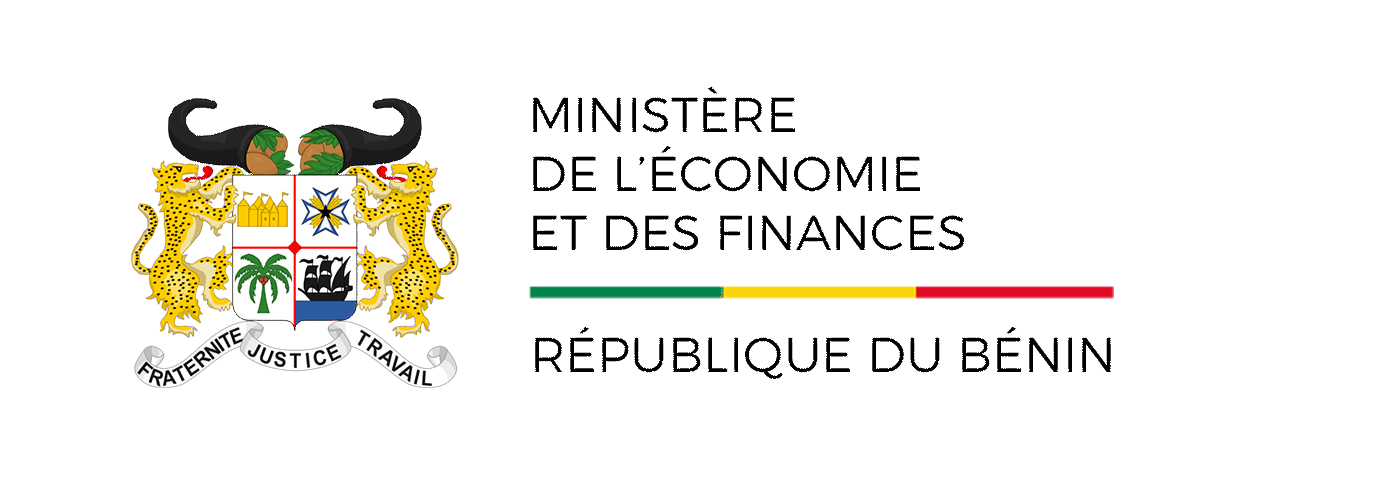 MINISTÈRE
DE L'ÉCONOMIE
ET DES FINANCES
RÉPUBLIQUE DU BÉNIN
FRATERNITE JUSTICE TRAVAIL